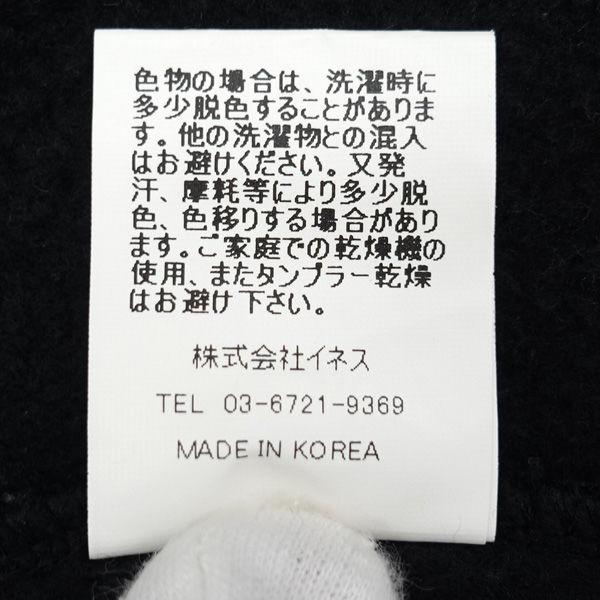 色物の場合は、洗濯時に
多少脱色することがありま
す。他の洗濯物との混入
はお避けください。又発
汗、摩耗等により多少脱
色、色移りする場合があり
ます。ご家庭での乾燥機の
使用、またタンブラー乾燥
はお避け下さい。
株式会社イネス
TEL 03-6721-9369
MADE IN KOREA